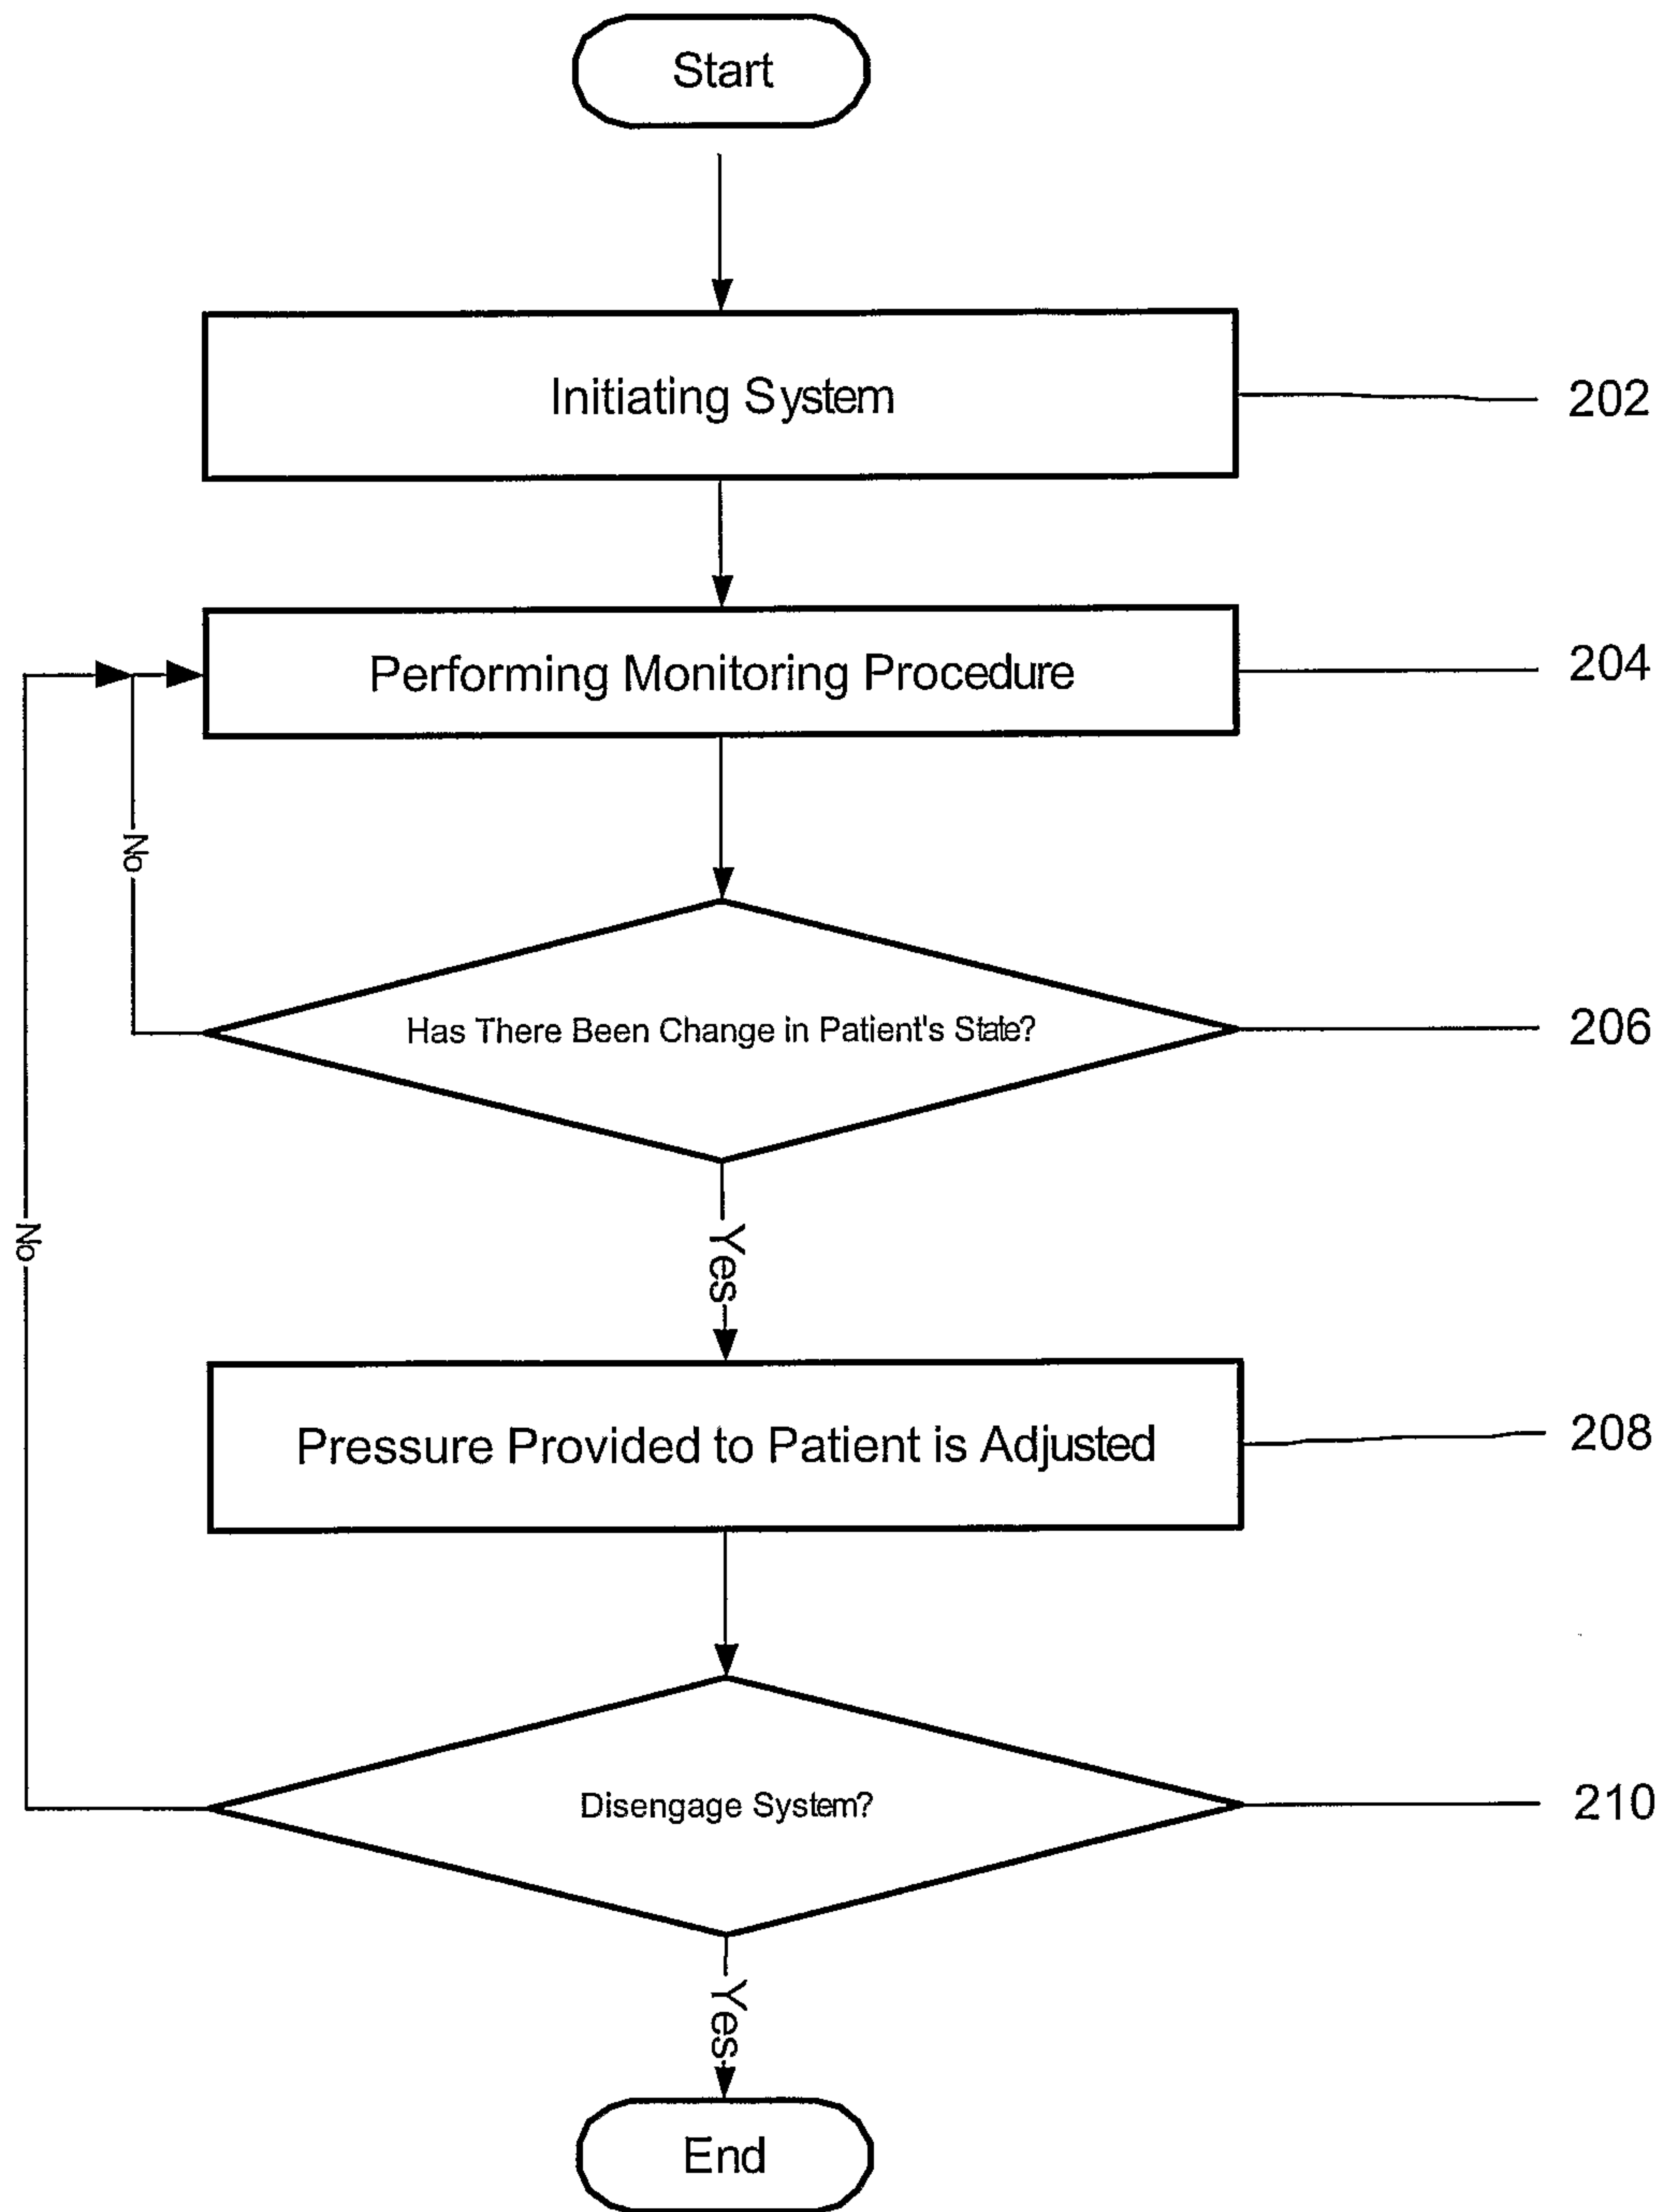 Start
Initiating System
202
Performing Monitoring Procedure
204
No
Has There Been Change in Patient's State?
206
Yes
No
Pressure Provided to Patient is Adjusted
208
Disengage System?
210
Yes
End